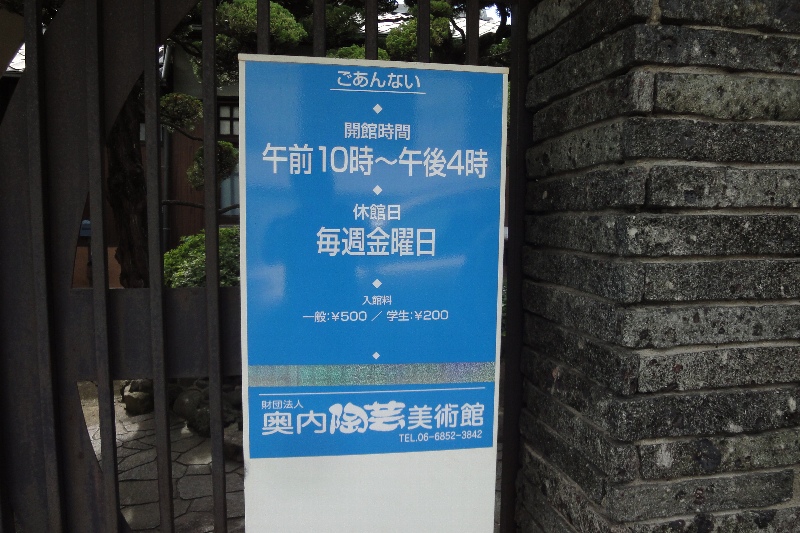 ごあんない
開館時間
午前10時〜午後4時
休館日
毎週金曜日
入館料
一般:¥500 / 学生:¥200
財団法人
奥内陶芸美術館
TEL.06-6852-3842